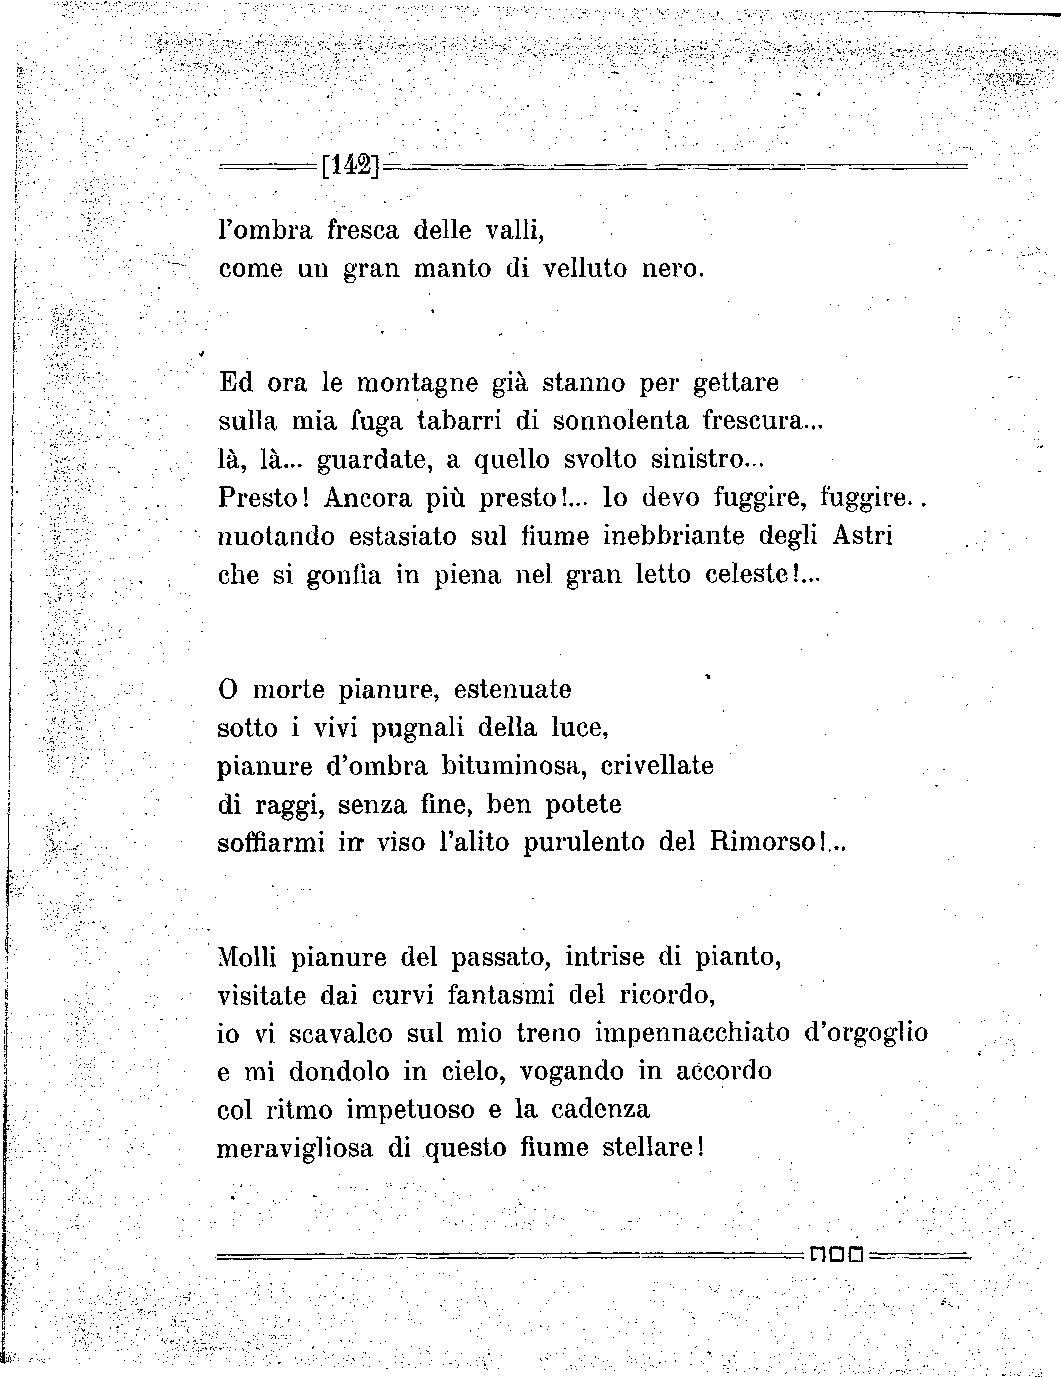 [142]
l'ombra fresca delle valli,
come un gran manto di velluto nero.
Ed ora le montagne già stanno per gettare
sulla mia fuga tabarri di sonnolenta frescura...
là, là... guardate, a quello svolto sinistro...
Presto! Ancora più presto!... Io devo fuggire, fuggire..
nuotando estasiato sul fiume inebbriante degli Astri
che si gonfia in piena nel gran letto celeste!...
O morte pianure, estenuate
sotto i vivi pugnali della luce,
pianure d'ombra bituminosa, crivellate
di raggi, senza fine, ben potete
soffiarmi in viso l'alito purulento del Rimorso!...
Molli pianure del passato, intrise di pianto,
visitate dai curvi fantasmi del ricordo,
io vi scavalco sul mio treno impennacchiato d'orgoglio
e mi dondolo in cielo, vogando in accordo
col ritmo impetuoso e la cadenza
meravigliosa di questo fiume stellare!